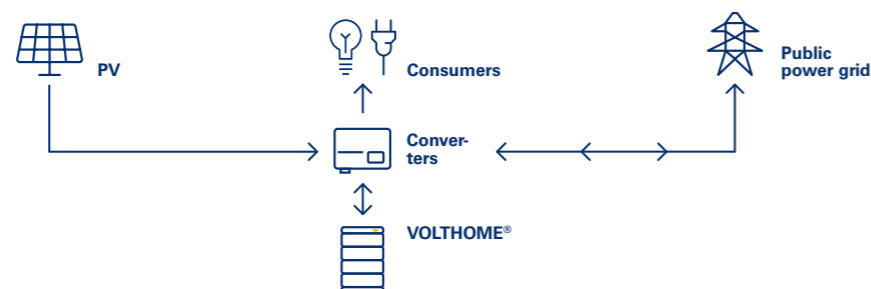 PV
Consumers
Public
power grid
Conver-
ters
VOLTHOME®